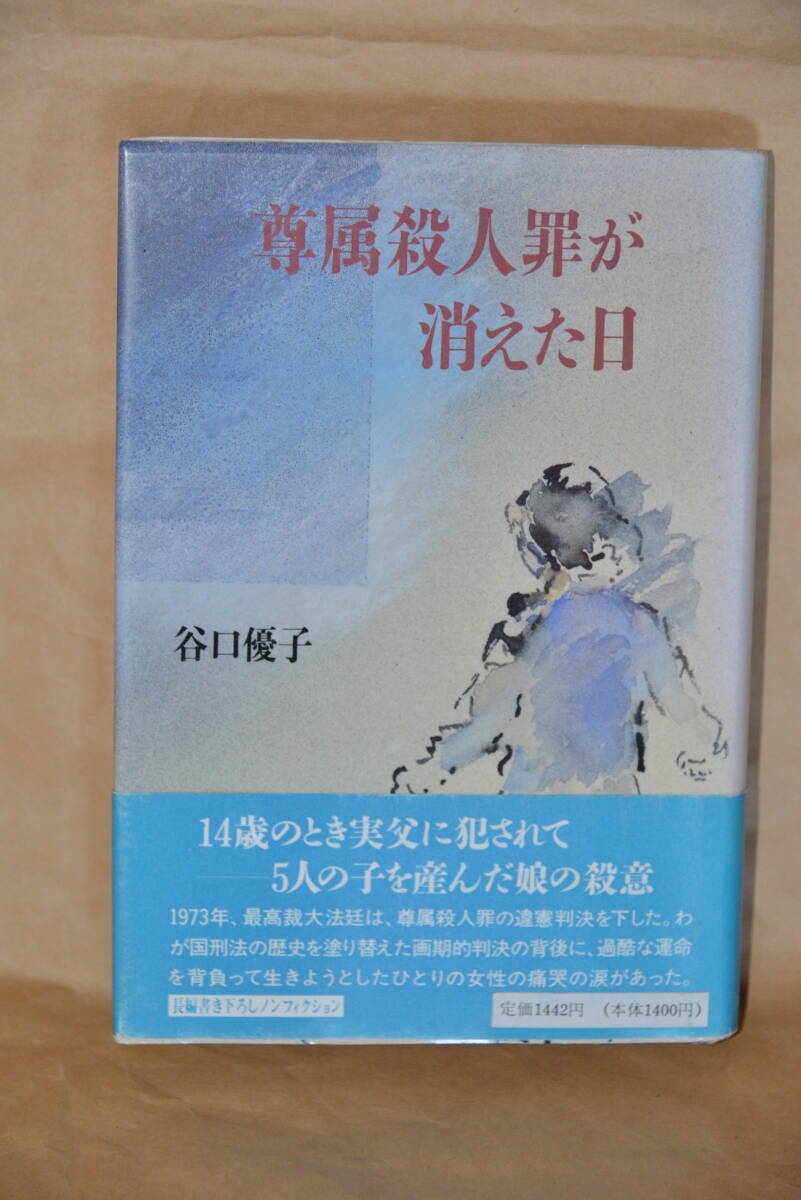 尊属殺人罪が
消えた日
谷口優子
14歳のとき実父に犯されて
――5人の子を産んだ娘の殺意
1973年、最高裁大法廷は、尊属殺人罪の違憲判決を下した。わ
が国刑法の歴史を塗り替えた画期的判決の背後に、過酷な運命
を背負って生きようとしたひとりの女性の痛哭の涙があった。
長編書き下ろしノンフィクション
定価1442円 (本体1400円)